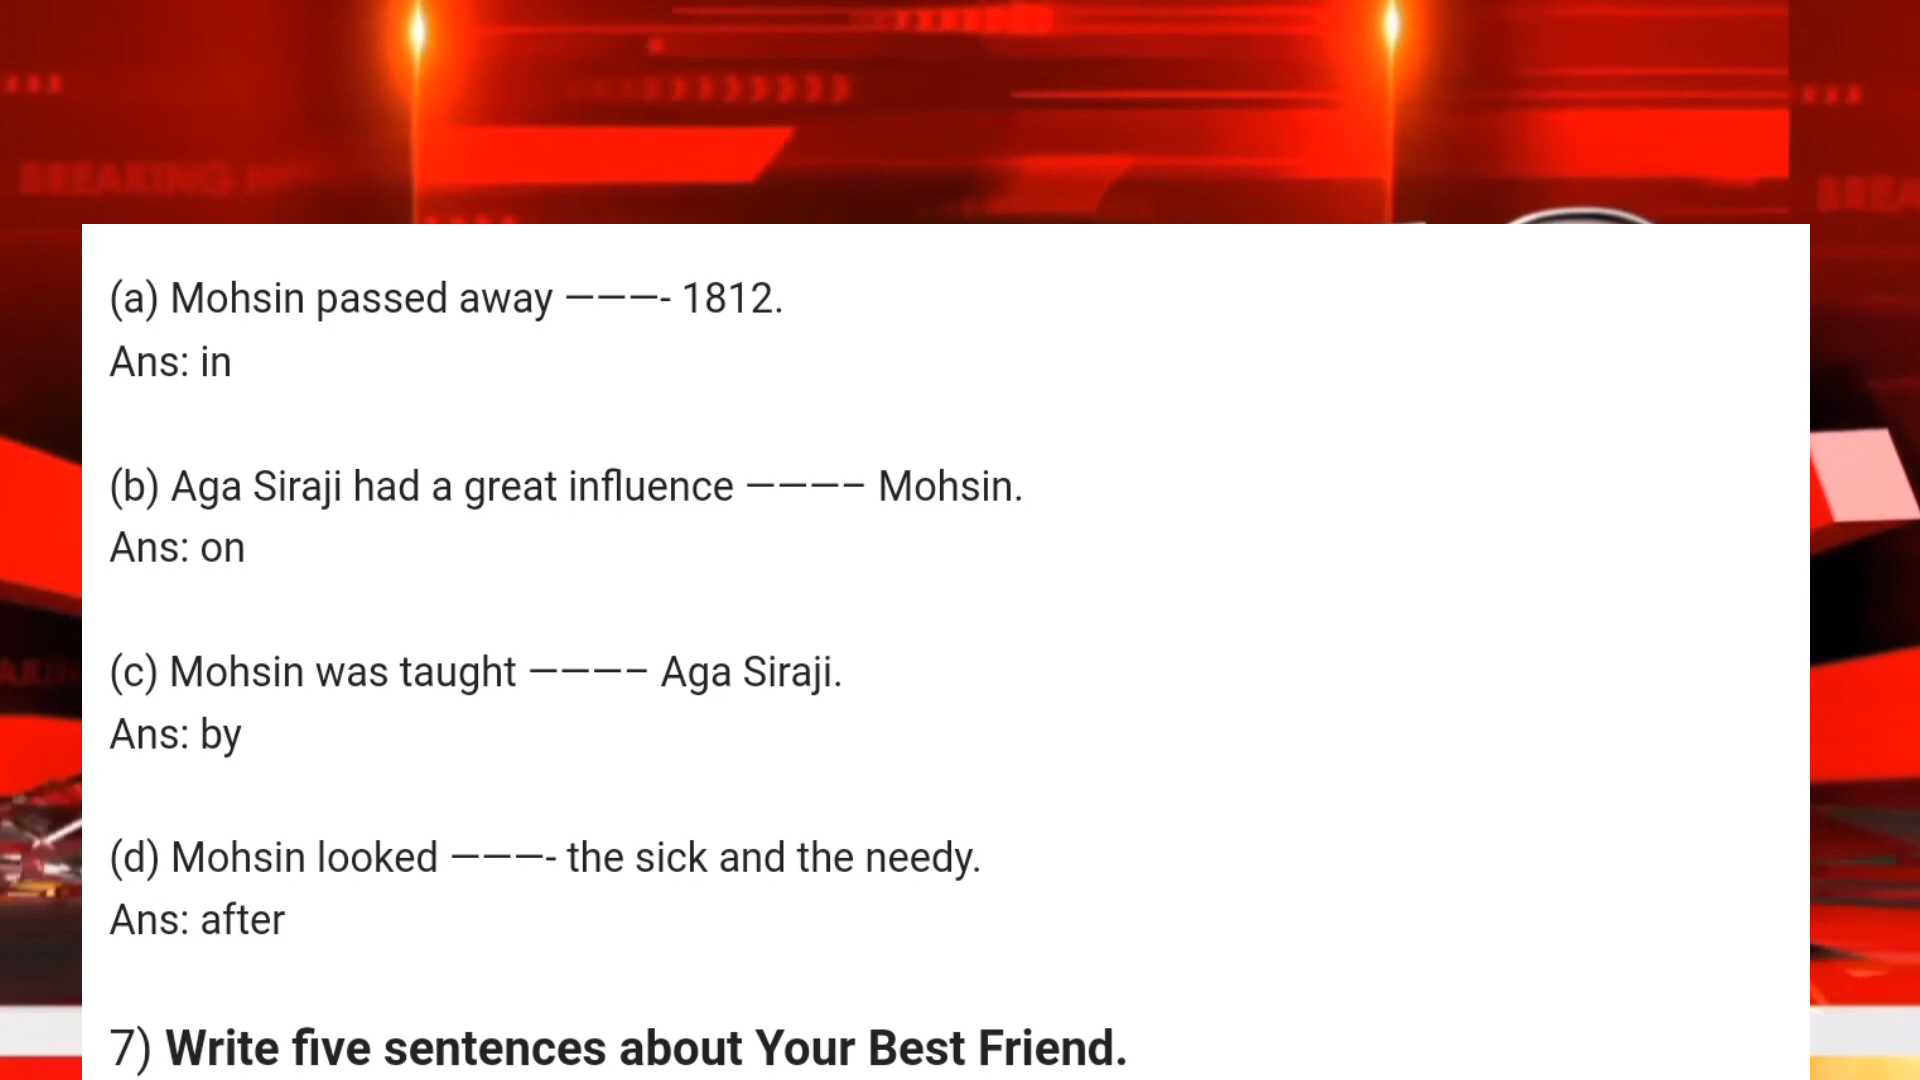 BREAKING
(a) Mohsin passed away −−−- 1812.
Ans: in
(b) Aga Siraji had a great influence −−−− Mohsin.
Ans: on
(c) Mohsin was taught −−−− Aga Siraji.
Ans: by
(d) Mohsin looked −−−- the sick and the needy.
Ans: after
7) Write five sentences about Your Best Friend.